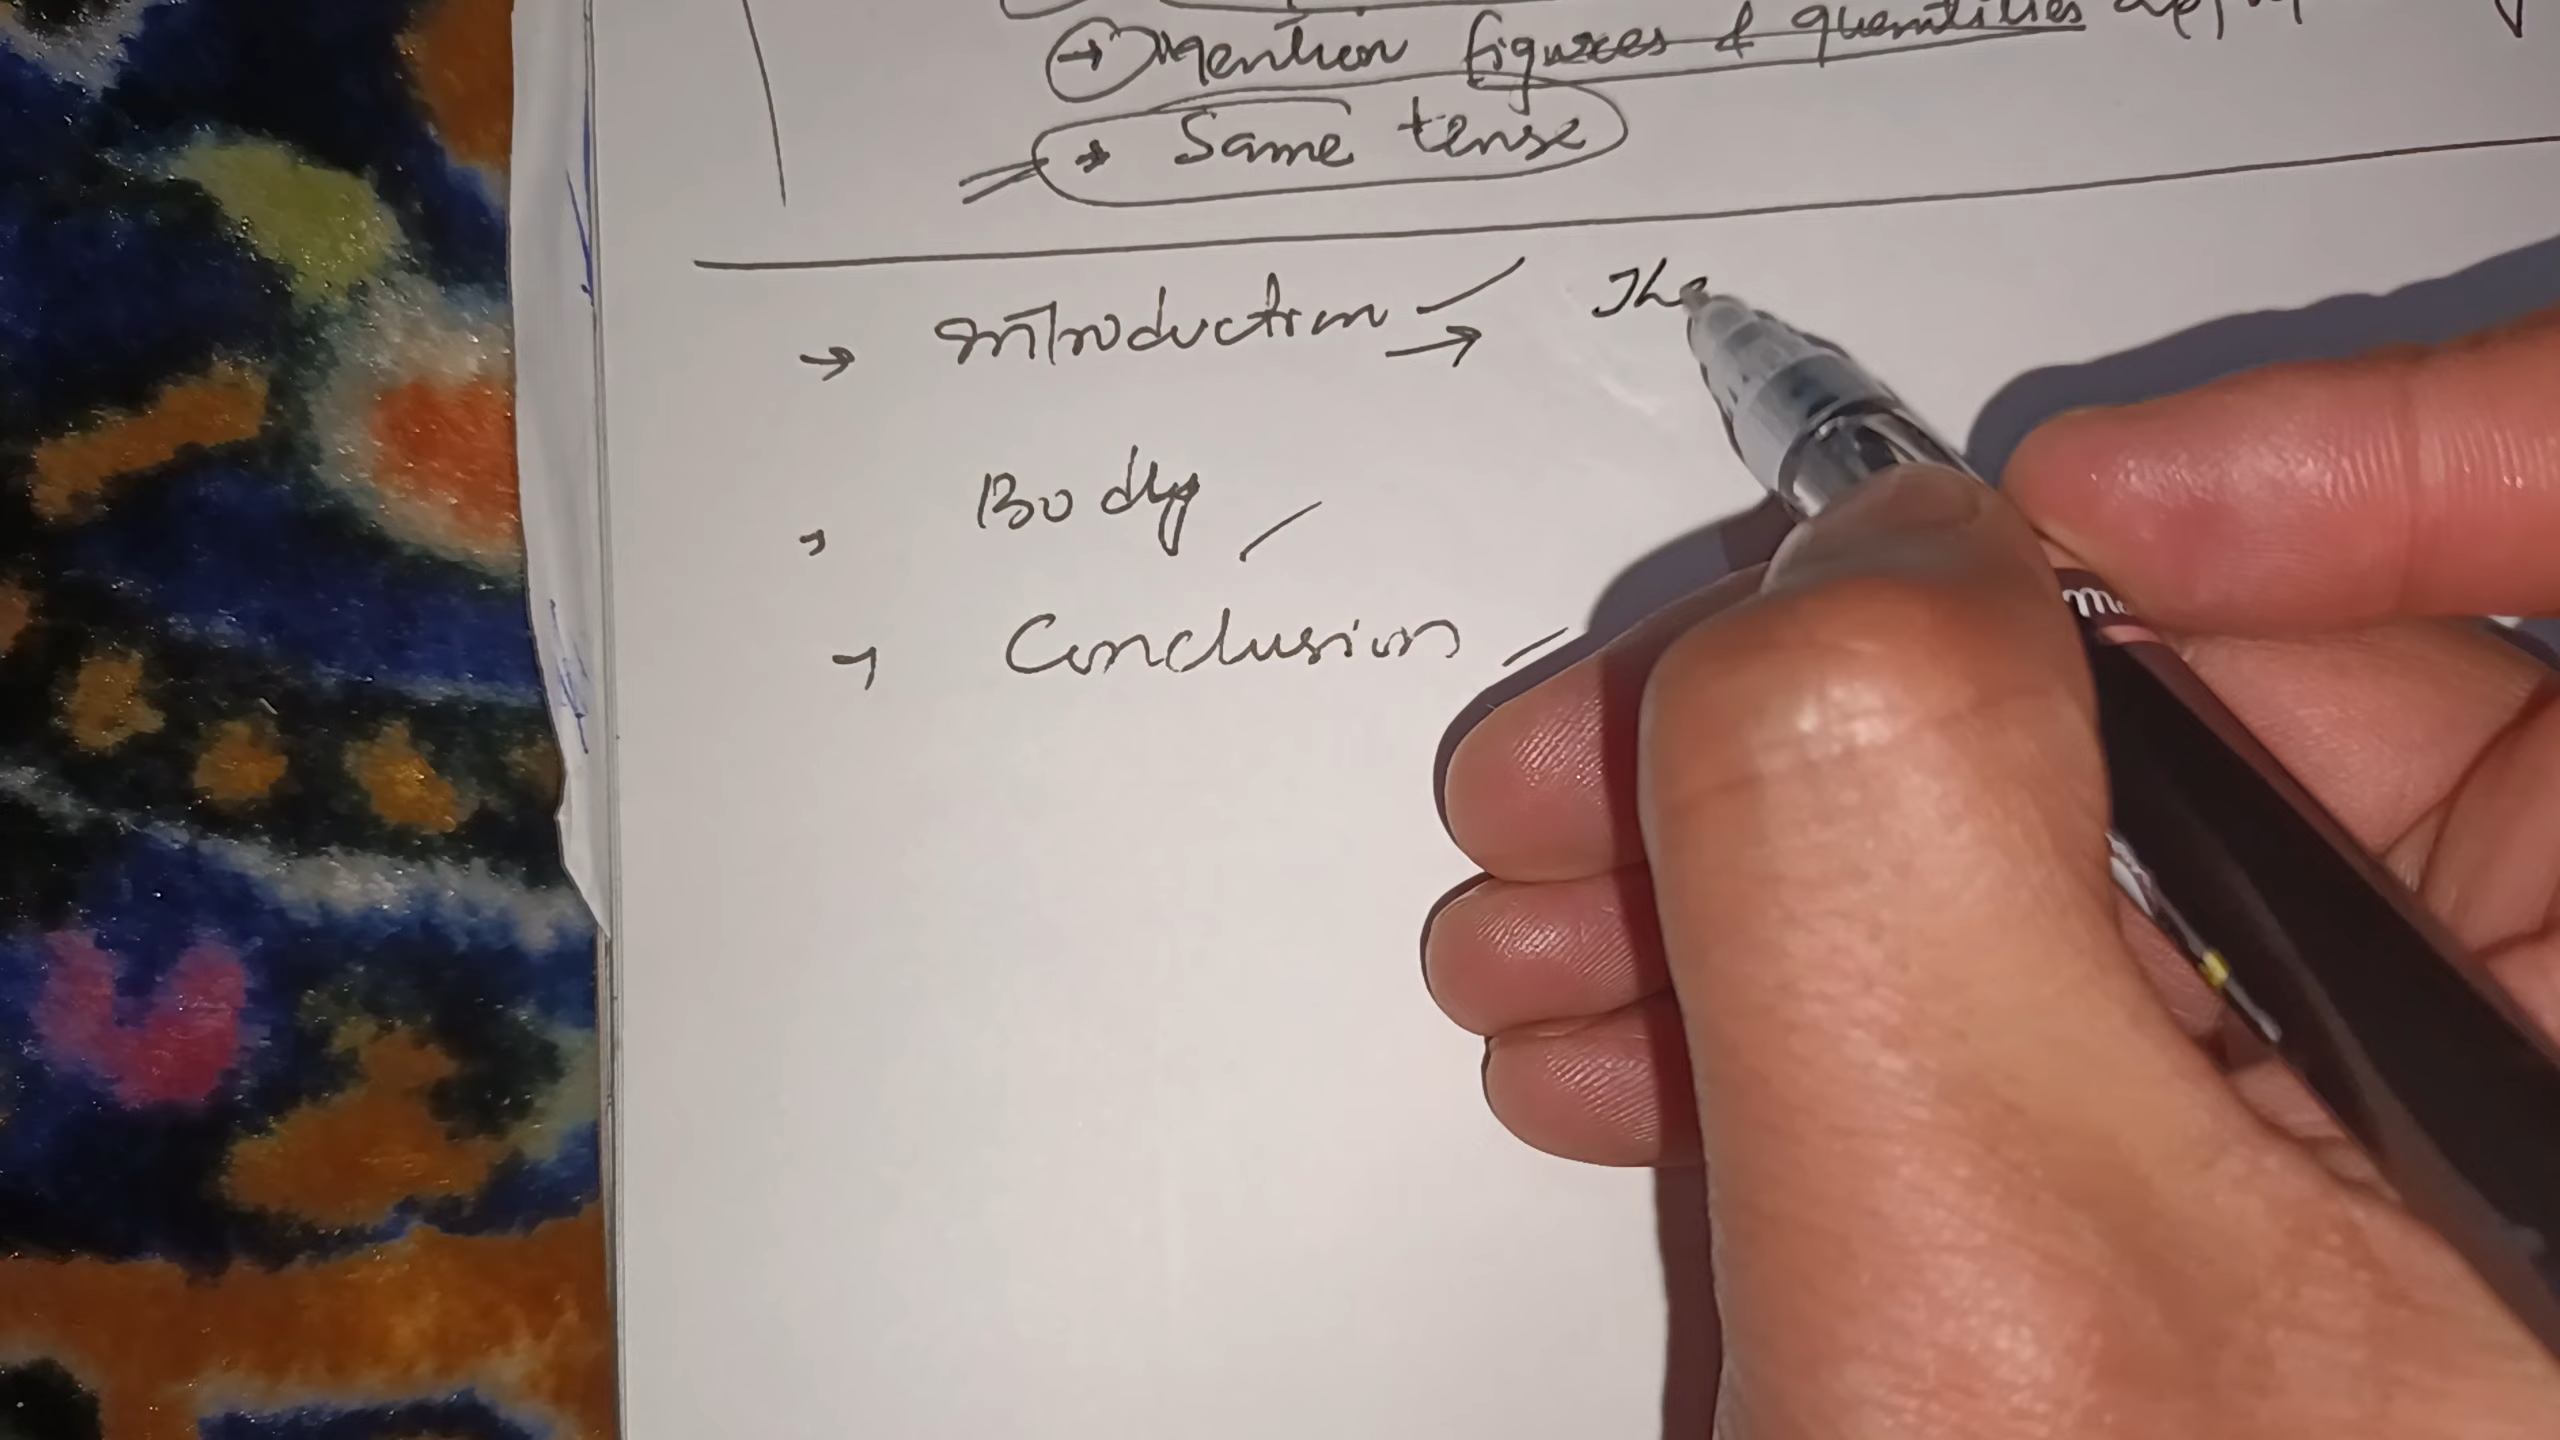 → mention figures & quantities
→ Same tense
→ Introduction → The
→ Body
→ Conclusion